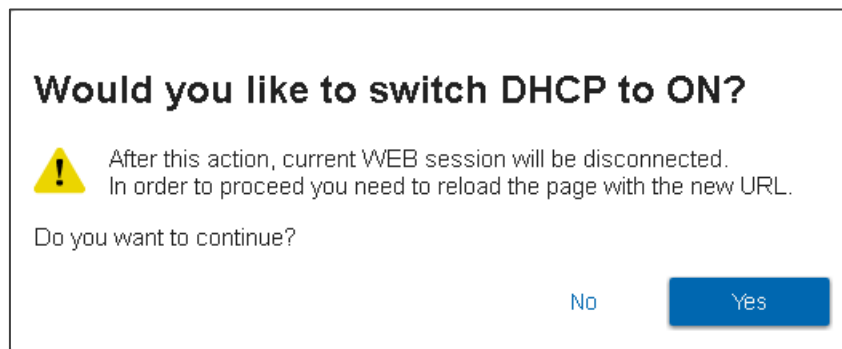 Would you like to switch DHCP to ON?
After this action, current WEB session will be disconnected.
In order to proceed you need to reload the page with the new URL.
Do you want to continue?
No
Yes